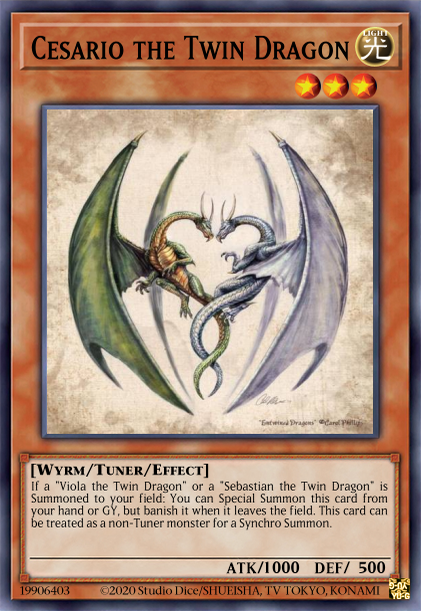 CESARIO THE TWIN DRAGON
LIGHT
光
"Entwined Dragons" ©Carol Phillips
[WYRM/TUNER/EFFECT]
If a "Viola the Twin Dragon" or a "Sebastian the Twin Dragon" is
Summoned to your field: You can Special Summon this card from
your hand or GY, but banish it when it leaves the field. This card can
be treated as a non-Tuner monster for a Synchro Summon.
ATK/1000 DEF/ 500
19906403 ©2020 Studio Dice/SHUEISHA, TV TOKYO, KONAMI